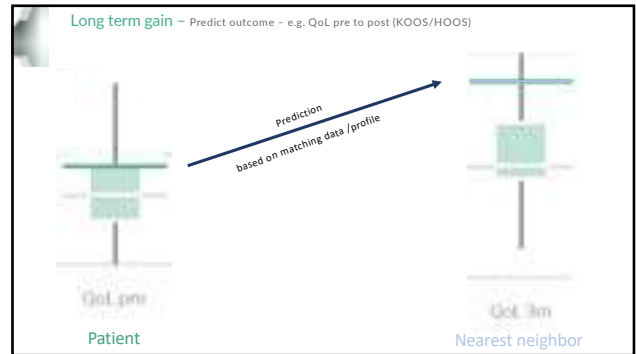 Long term gain – Predict outcome – e.g. QoL pre to post (KOOS/HOOS)
Prediction
based on matching data /profile
QoL pre
QoL 3m
Patient
Nearest neighbor